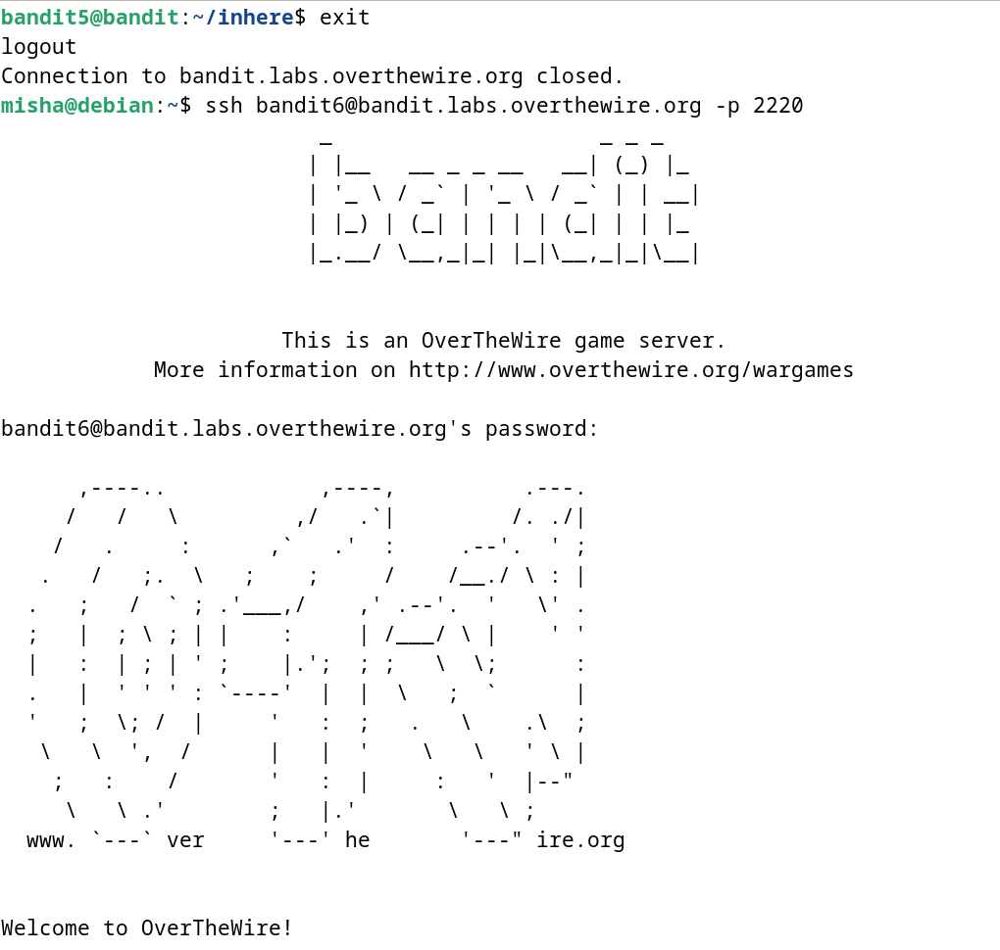 bandit5@bandit:~/inhere$ exit
logout
Connection to bandit.labs.overthewire.org closed.
misha@debian:~$ ssh bandit6@bandit.labs.overthewire.org -p 2220
                         _                     _ _ _
                        | |__   __ _ _ __   __| (_) |_
                        | '_ \ / _` | '_ \ / _` | | __|
                        | |_) | (_| | | | | (_| | | |_
                        |_.__/ \__,_|_| |_|\__,_|_|\__|

                      This is an OverTheWire game server.
            More information on http://www.overthewire.org/wargames

bandit6@bandit.labs.overthewire.org's password:

      ,----..            ,----,          .---.
     /   /   \         ,/   .`|         /. ./|
    /   .     :      ,`   .'  :     .--'.  ' ;
   .   /   ;.  \   ;    ;     /    /__./ \ : |
  .   ;   /  ` ; .'___,/    ,' .--'.  '   \' .
  ;   |  ; \ ; | |    :     | /___/ \ |    ' '
  |   :  | ; | ' ;    |.';  ; ;   \  \;      :
  .   |  ' ' ' : `----'  |  |  \   ;  `      |
  '   ;  \; /  |     '   :  ;   .   \    .\  ;
   \   \  ',  /      |   |  '    \   \   ' \ |
    ;   :    /       '   :  |     :   '  |--"
     \   \ .'        ;   |.'       \   \ ;
  www. `---` ver     '---' he       '---" ire.org

Welcome to OverTheWire!